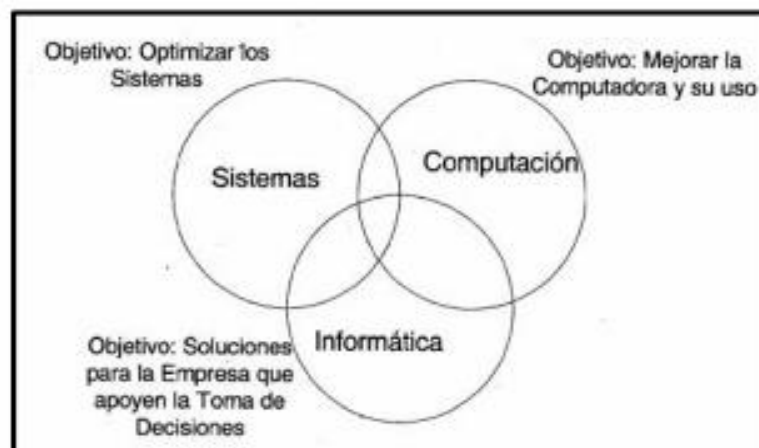 Objetivo: Optimizar los
Sistemas
Objetivo: Mejorar la
Computadora y su uso
Sistemas
Computación
Informática
Objetivo: Soluciones
para la Empresa que
apoyen la Toma de
Decisiones